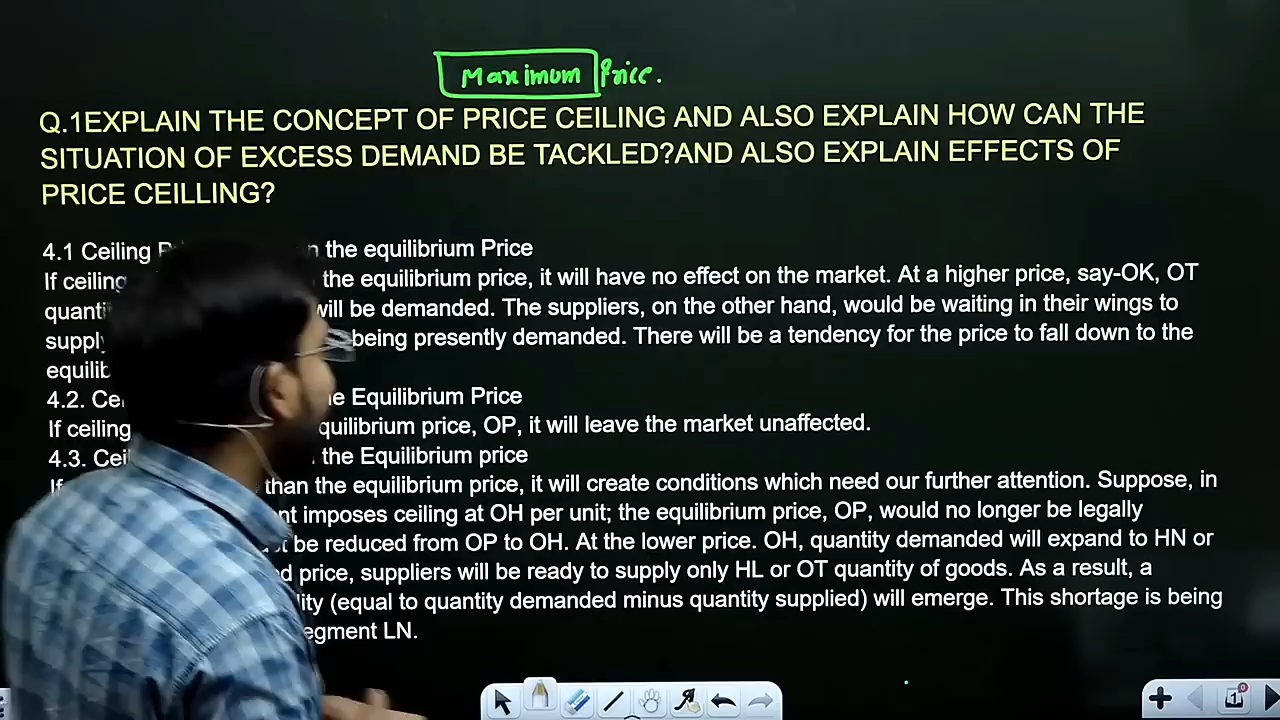 Maximum Price.
Q.1EXPLAIN THE CONCEPT OF PRICE CEILING AND ALSO EXPLAIN HOW CAN THE
SITUATION OF EXCESS DEMAND BE TACKLED?AND ALSO EXPLAIN EFFECTS OF
PRICE CEILLING?
4.1 Ceiling the equilibrium Price
If ceiling the equilibrium price, it will have no effect on the market. At a higher price, say-OK, OT
will be demanded. The suppliers, on the other hand, would be waiting in their wings to
being presently demanded. There will be a tendency for the price to fall down to the
4.2. Equilibrium Price
If ceiling equilibrium price, OP, it will leave the market unaffected.
4.3. the Equilibrium price
If than the equilibrium price, it will create conditions which need our further attention. Suppose, in
imposes ceiling at OH per unit; the equilibrium price, OP, would no longer be legally
be reduced from OP to OH. At the lower price. OH, quantity demanded will expand to HN or
price, suppliers will be ready to supply only HL or OT quantity of goods. As a result, a
(equal to quantity demanded minus quantity supplied) will emerge. This shortage is being
segment LN.
1